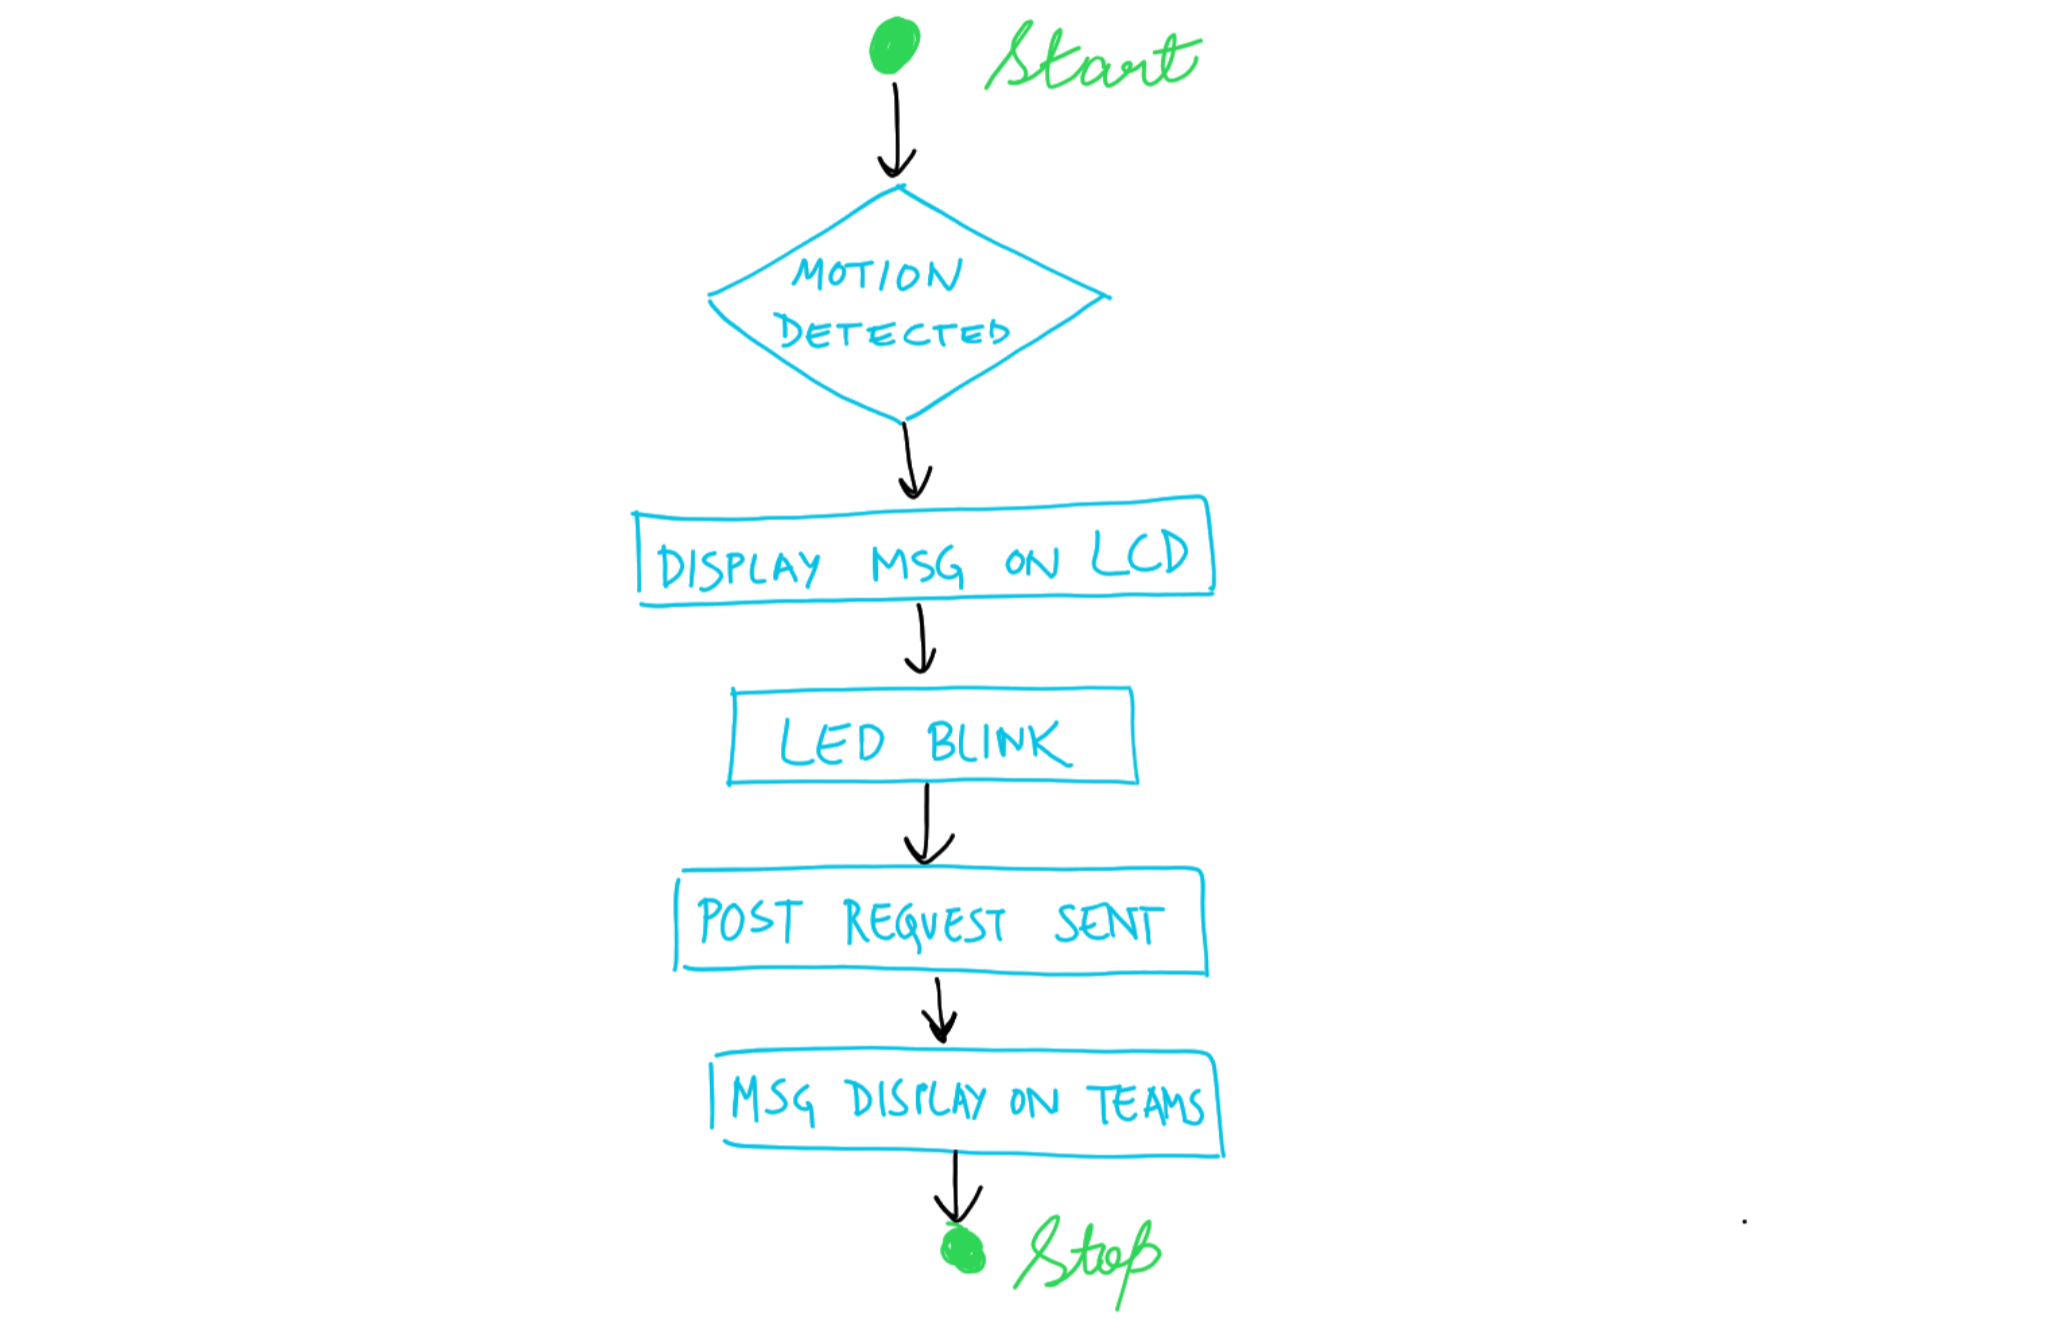 Start
MOTION
DETECTED
DISPLAY MSG ON LCD
LED BLINK
POST REQUEST SENT
MSG DISPLAY ON TEAMS
Stop